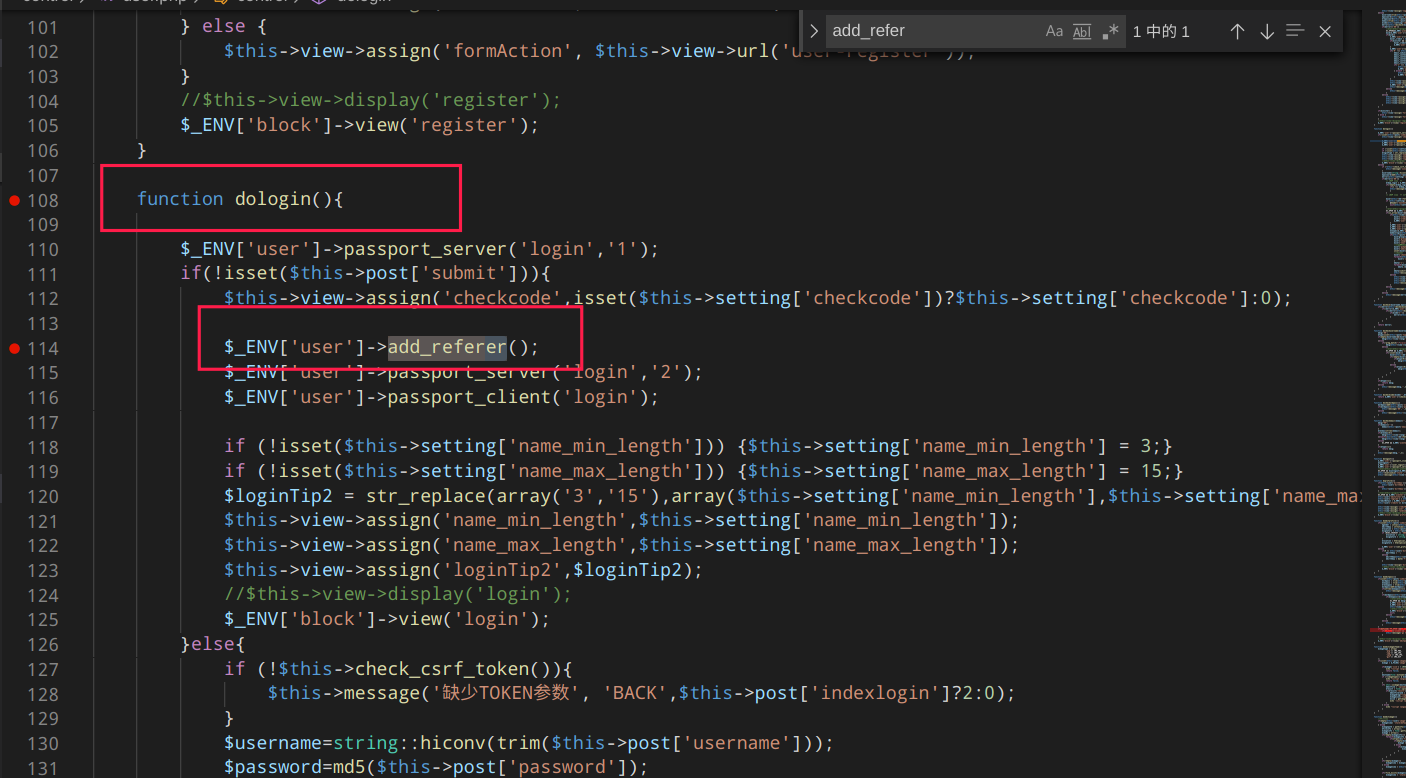 add_refer
Aa Abl .* 1 中的 1
101 } else {
102 $this->view->assign('formAction', $this->view->url('user-register'));
103 }
104 //$this->view->display('register');
105 $_ENV['block']->view('register');
106 }
107
108 function dologin(){
109
110 $_ENV['user']->passport_server('login','1');
111 if(!isset($this->post['submit'])){
112 $this->view->assign('checkcode',isset($this->setting['checkcode'])?$this->setting['checkcode']:0);
113
114 $_ENV['user']->add_referer();
115 $_ENV['user']->passport_server('login','2');
116 $_ENV['user']->passport_client('login');
117
118 if (!isset($this->setting['name_min_length'])) {$this->setting['name_min_length'] = 3;}
119 if (!isset($this->setting['name_max_length'])) {$this->setting['name_max_length'] = 15;}
120 $loginTip2 = str_replace(array('3','15'),array($this->setting['name_min_length'],$this->setting['name_ma
121 $this->view->assign('name_min_length',$this->setting['name_min_length']);
122 $this->view->assign('name_max_length',$this->setting['name_max_length']);
123 $this->view->assign('loginTip2',$loginTip2);
124 //$this->view->display('login');
125 $_ENV['block']->view('login');
126 }else{
127 if (!$this->check_csrf_token()){
128 $this->message('缺少TOKEN参数', 'BACK',$this->post['indexlogin']?2:0);
129 }
130 $username=string::hiconv(trim($this->post['username']));
131 $password=md5($this->post['password']);